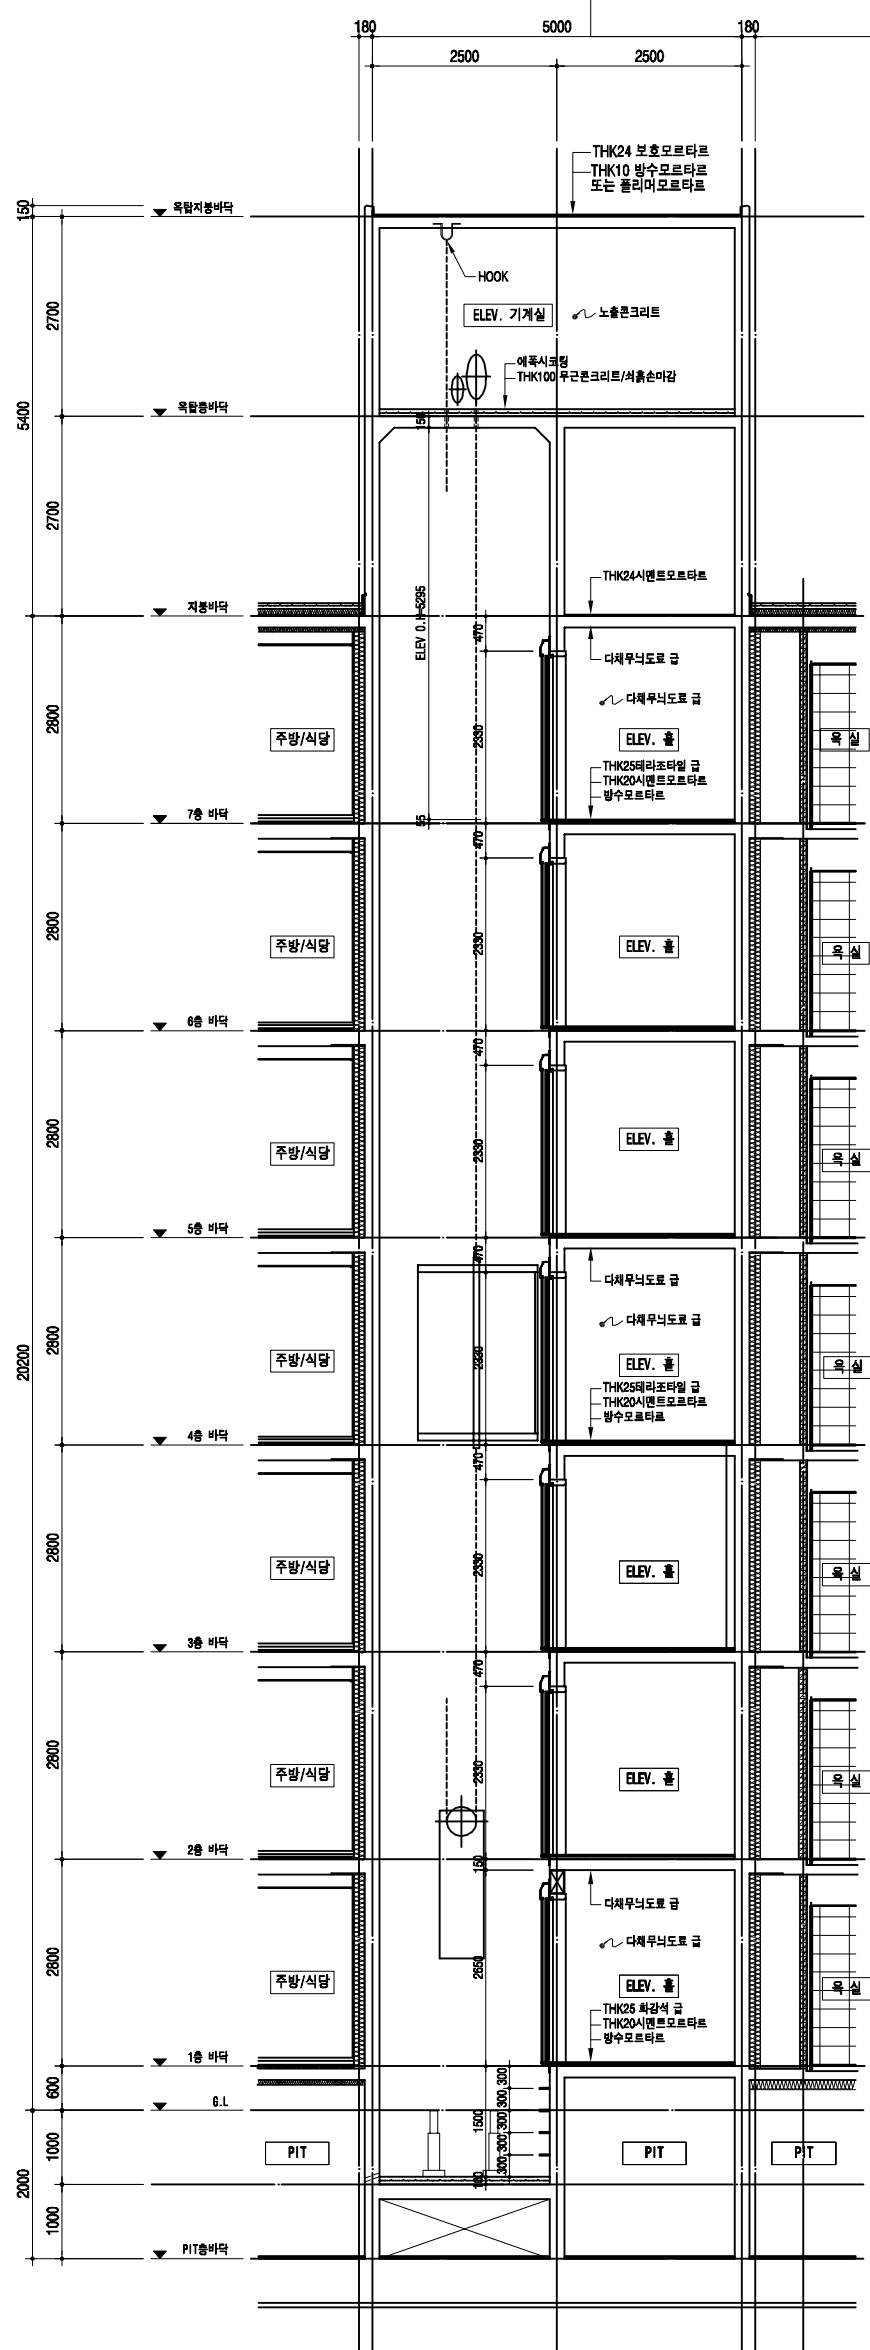 180
5000
180
2500
2500
THK24 보호모르타르
THK10 방수모르타르
또는 폴리머모르타르
150
옥탑지붕바닥
HOOK
2700
ELEV. 기계실
노출콘크리트
에폭시코팅
THK100 무근콘크리트/쇠흙손마감
옥탑층바닥
5400
150
2700
ELEV O.H=5295
THK24시멘트모르타르
지붕바닥
470
다채무늬도료 급
다채무늬도료 급
2800
주방/식당
2330
ELEV. 홀
욕 실
THK25테라조타일 급
THK20시멘트모르타르
방수모르타르
7층 바닥
55
470
2800
주방/식당
2330
ELEV. 홀
욕 실
6층 바닥
470
2800
주방/식당
2330
ELEV. 홀
욕 실
5층 바닥
470
다채무늬도료 급
다채무늬도료 급
20200
2800
주방/식당
2330
ELEV. 홀
욕 실
THK25테라조타일 급
THK20시멘트모르타르
방수모르타르
4층 바닥
470
2800
주방/식당
2330
ELEV. 홀
욕 실
3층 바닥
470
2800
주방/식당
2330
ELEV. 홀
욕 실
2층 바닥
150
다채무늬도료 급
다채무늬도료 급
2800
주방/식당
2650
ELEV. 홀
욕 실
THK25 화강석 급
THK20시멘트모르타르
방수모르타르
1층 바닥
600
300
300
G.L
1500
300
300
300
2000
1000
PIT
PIT
PIT
100
1000
PIT층바닥